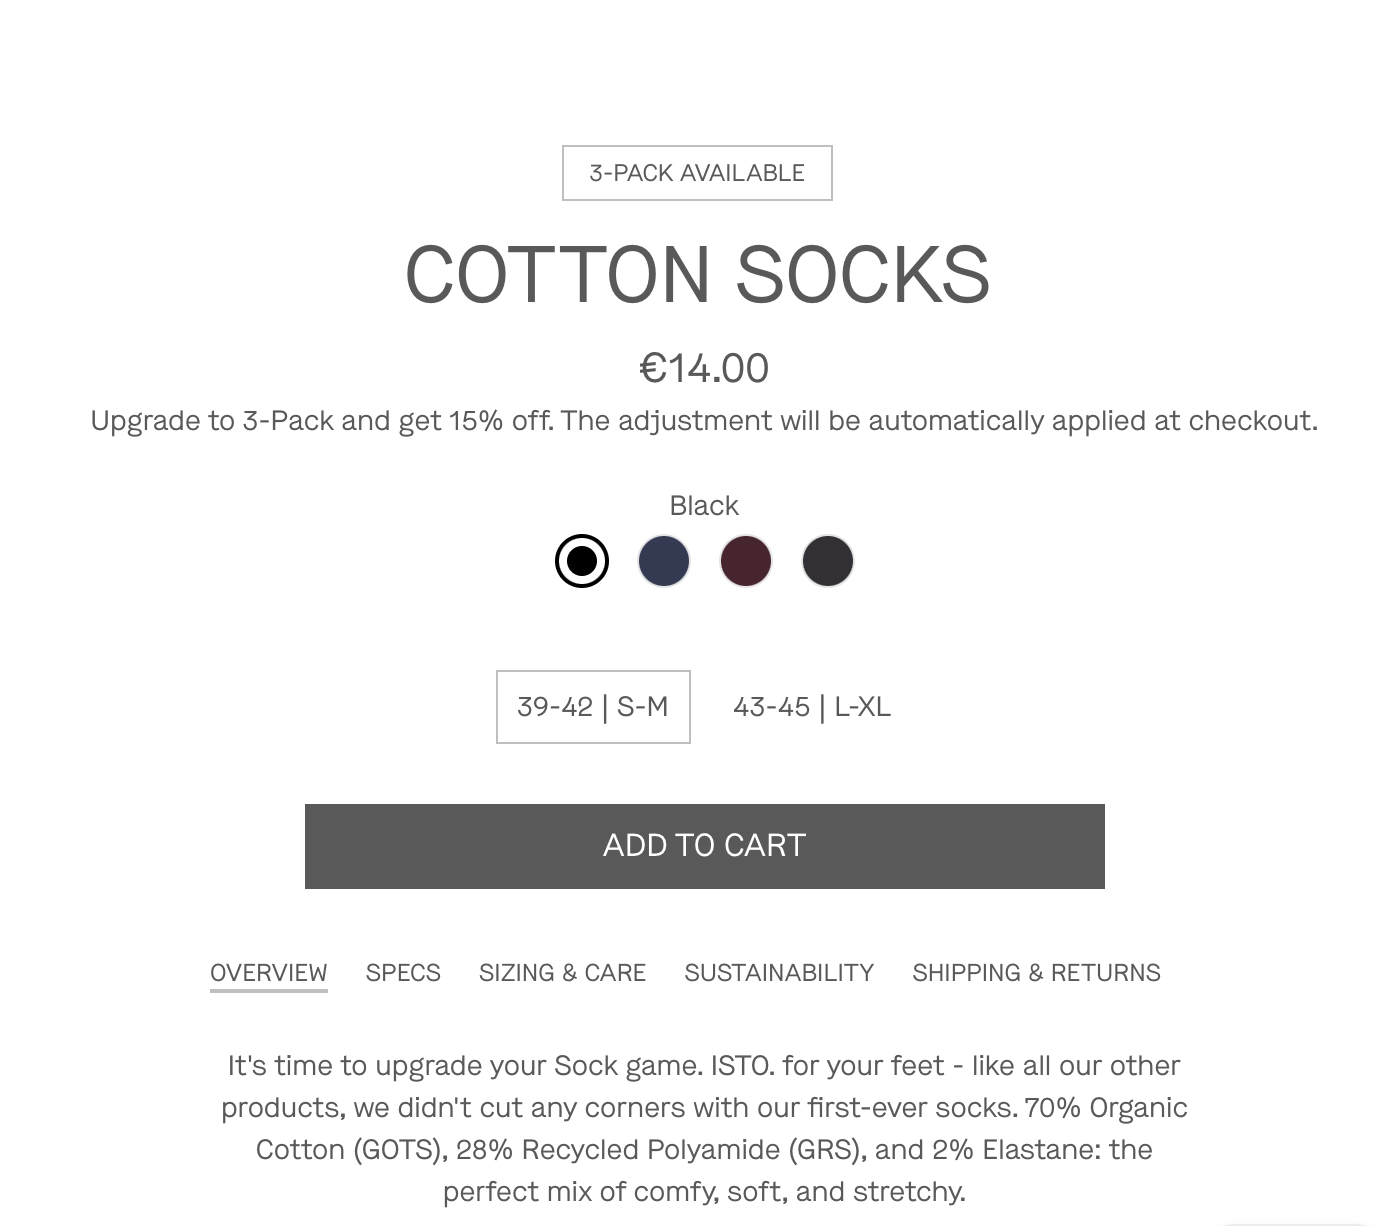 3-PACK AVAILABLE
COTTON SOCKS
€14.00
Upgrade to 3-Pack and get 15% off. The adjustment will be automatically applied at checkout.
Black
39-42 | S-M 43-45 | L-XL
ADD TO CART
OVERVIEW SPECS SIZING & CARE SUSTAINABILITY SHIPPING & RETURNS
It's time to upgrade your Sock game. ISTO. for your feet - like all our other
products, we didn't cut any corners with our first-ever socks. 70% Organic
Cotton (GOTS), 28% Recycled Polyamide (GRS), and 2% Elastane: the
perfect mix of comfy, soft, and stretchy.